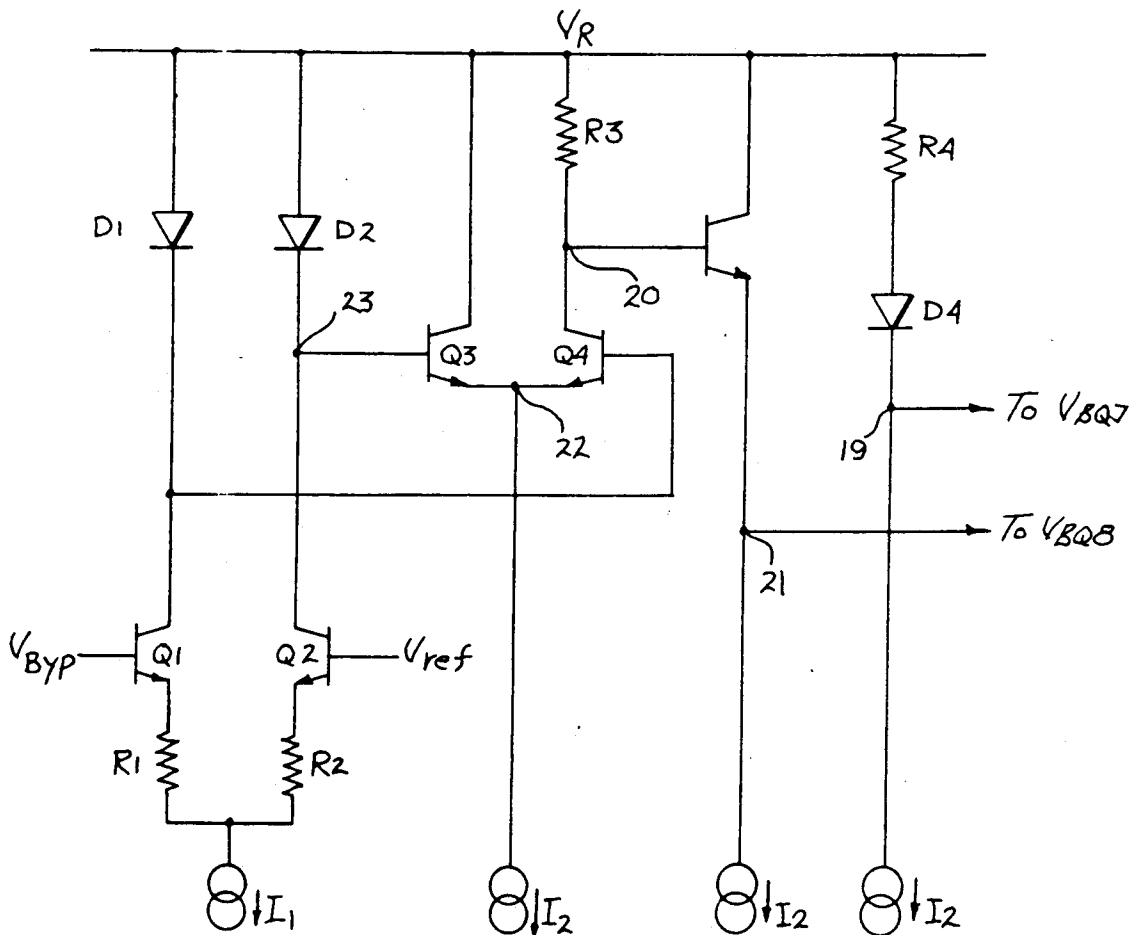 VR
R3
R4
D1
D2
20
D4
23
Q3
Q4
To VBQ7
22
19
To VBQ8
21
VByp
Q1
Q2
Vref
R1
R2
I1
I2
I2
I2